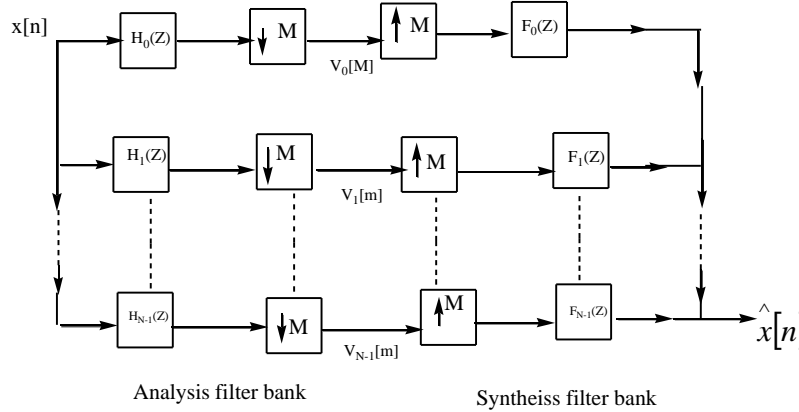 x[n]
H0(Z)
M
V0[M]
M
F0(Z)
H1(Z)
M
V1[m]
M
F1(Z)
HN-1(Z)
M
VN-1[m]
M
FN-1(Z)
^x[n]
Analysis filter bank
Syntheiss filter bank